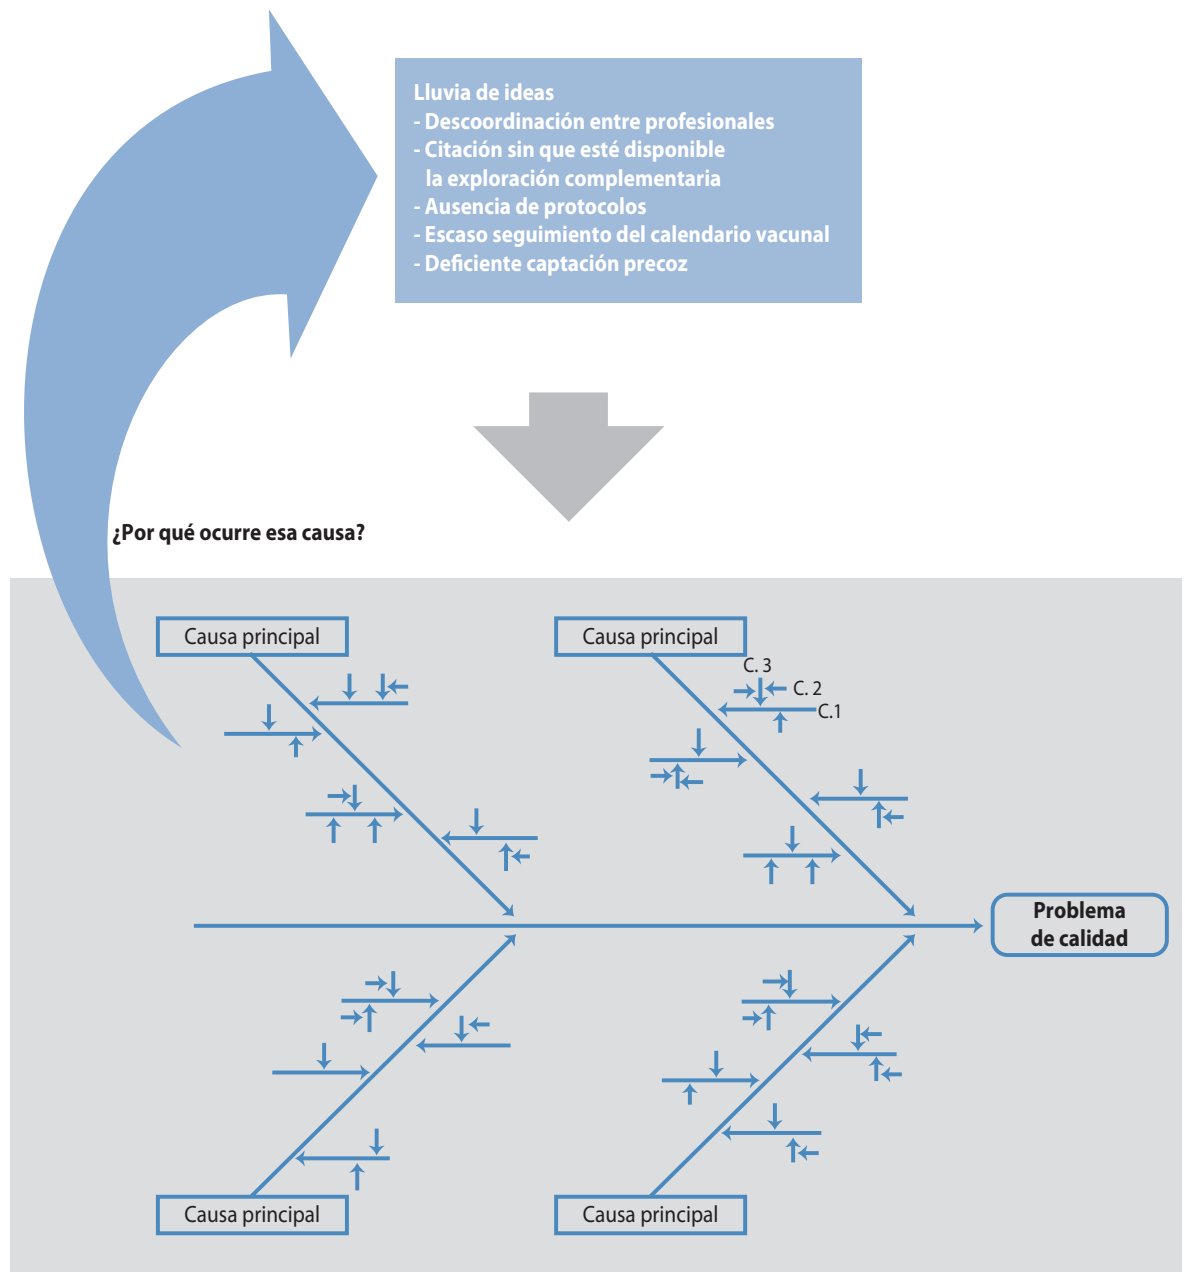 Lluvia de ideas
- Descoordinación entre profesionales
- Citación sin que esté disponible
la exploración complementaria
- Ausencia de protocolos
- Escaso seguimiento del calendario vacunal
- Deficiente captación precoz
¿Por qué ocurre esa causa?
Causa principal
Causa principal
C. 3
C. 2
C.1
Problema
de calidad
Causa principal
Causa principal